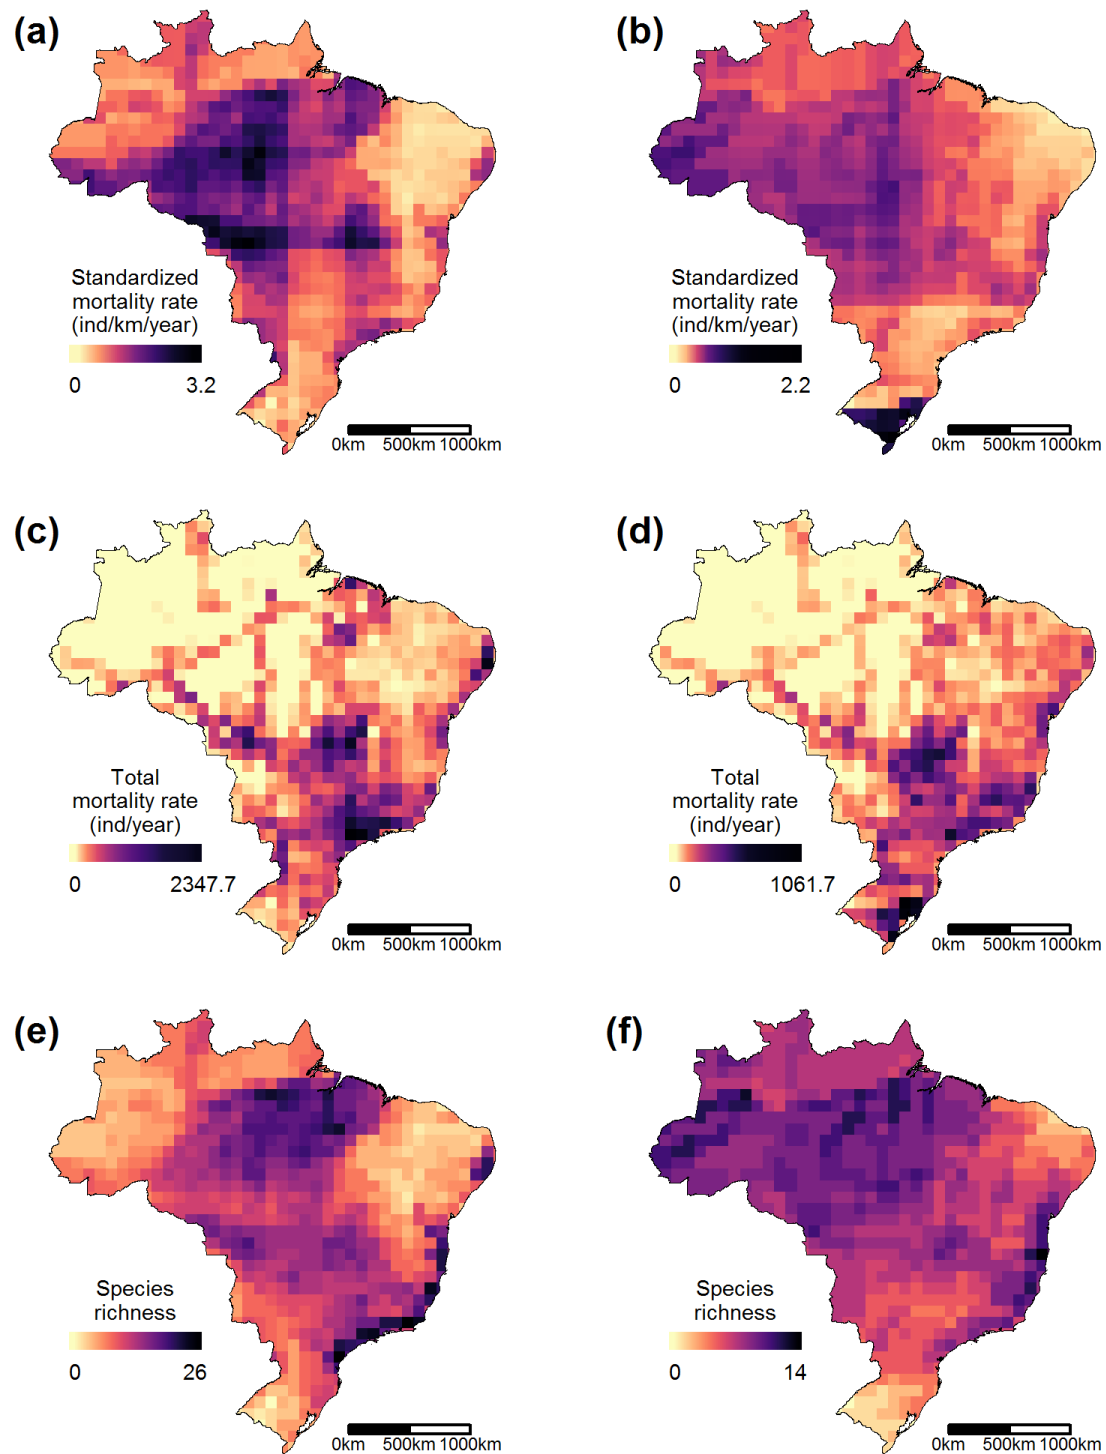 (a)
Standardized
mortality rate
(ind/km/year)
0 3.2
0km 500km 1000km
(b)
Standardized
mortality rate
(ind/km/year)
0 2.2
0km 500km 1000km
(c)
Total
mortality rate
(ind/year)
0 2347.7
0km 500km 1000km
(d)
Total
mortality rate
(ind/year)
0 1061.7
0km 500km 1000km
(e)
Species
richness
0 26
0km 500km 1000km
(f)
Species
richness
0 14
0km 500km 1000km